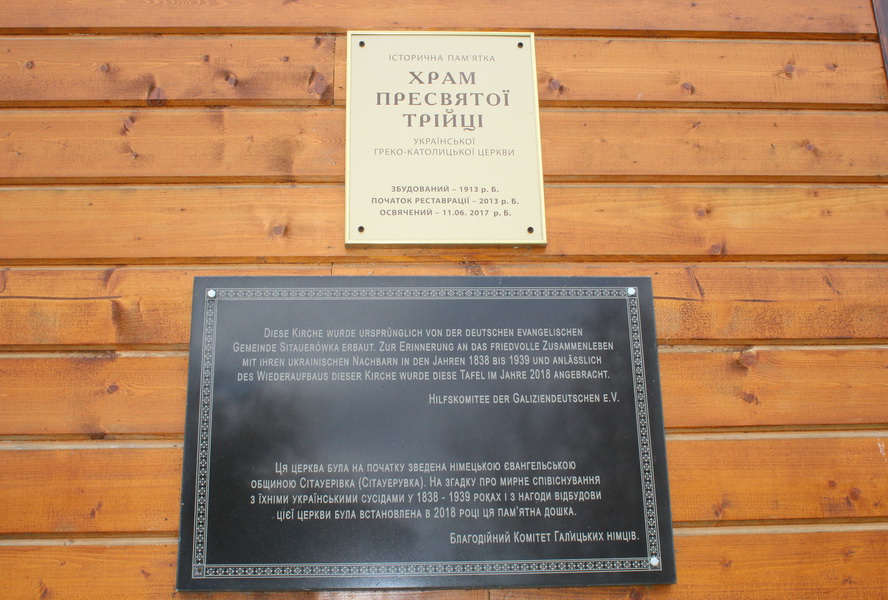 ІСТОРИЧНА ПАМ'ЯТКА
ХРАМ
ПРЕСВЯТОЇ
ТРІЙЦІ
УКРАЇНСЬКОЇ
ГРЕКО-КАТОЛИЦЬКОЇ ЦЕРКВИ
ЗБУДОВАНИЙ – 1913 р. Б.
ПОЧАТОК РЕСТАВРАЦІЇ – 2013 р. Б.
ОСВЯЧЕНИЙ – 11.06. 2017 р. Б.
DIESE KIRCHE WURDE URSPRÜNGLICH VON DER DEUTSCHEN EVANGELISCHEN
GEMEINDE SITAUERÓWKA ERBAUT. ZUR ERINNERUNG AN DAS FRIEDVOLLE ZUSAMMENLEBEN
MIT IHREN UKRAINISCHEN NACHBARN IN DEN JAHREN 1838 BIS 1939 UND ANLÄSSLICH
DES WIEDERAUFBAUS DIESER KIRCHE WURDE DIESE TAFEL IM JAHRE 2018 ANGEBRACHT.
HILFSKOMITEE DER GALIZIENDEUTSCHEN E.V.
ЦЯ ЦЕРКВА БУЛА НА ПОЧАТКУ ЗВЕДЕНА НІМЕЦЬКОЮ ЄВАНГЕЛЬСЬКОЮ
ОБЩИНОЮ СІТАУЕРІВКА (СІТАУЕРУВКА). НА ЗГАДКУ ПРО МИРНЕ СПІВІСНУВАННЯ
З ЇХНІМИ УКРАЇНСЬКИМИ СУСІДАМИ У 1838 - 1939 РОКАХ І З НАГОДИ ВІДБУДОВИ
ЦІЄЇ ЦЕРКВИ БУЛА ВСТАНОВЛЕНА В 2018 РОЦІ ЦЯ ПАМ'ЯТНА ДОШКА.
БЛАГОДІЙНИЙ КОМІТЕТ ГАЛИЦЬКИХ НІМЦІВ.